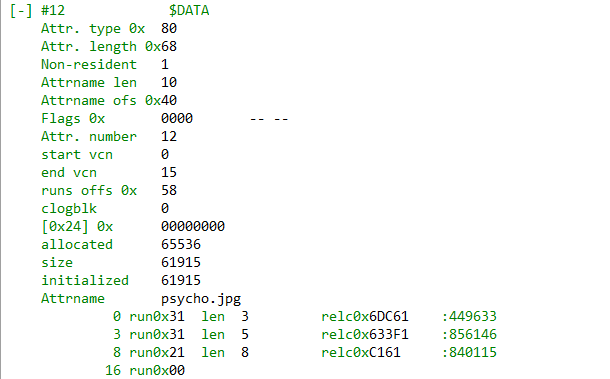 [-] #12 $DATA
Attr. type 0x 80
Attr. length 0x68
Non-resident 1
Attrname len 10
Attrname ofs 0x40
Flags 0x 0000 -- --
Attr. number 12
start vcn 0
end vcn 15
runs offs 0x 58
clogblk 0
[0x24] 0x 00000000
allocated 65536
size 61915
initialized 61915
Attrname psycho.jpg
0 run0x31 len 3 relc0x6DC61 :449633
3 run0x31 len 5 relc0x633F1 :856146
8 run0x21 len 8 relc0xC161 :840115
16 run0x00